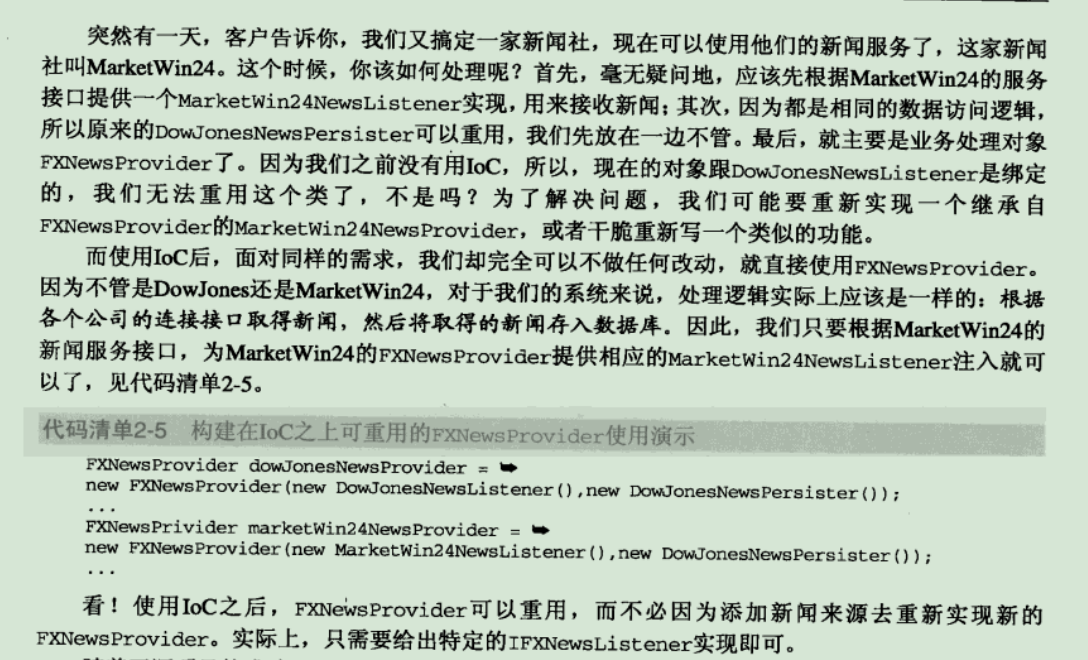 突然有一天，客户告诉你，我们又搞定一家新闻社，现在可以使用他们的新闻服务了，这家新闻
社叫MarketWin24。这个时候，你该如何处理呢？首先，毫无疑问地，应该先根据MarketWin24的服务
接口提供一个MarketWin24NewsListener实现，用来接收新闻；其次，因为都是相同的数据访问逻辑，
所以原来的DowJonesNewsPersister可以重用，我们先放在一边不管。最后，就主要是业务处理对象
FXNewsProvider了。因为我们之前没有用IoC，所以，现在的对象跟DowJonesNewsListener是绑定
的，我们无法重用这个类了，不是吗？为了解决问题，我们可能要重新实现一个继承自
FXNewsProvider的MarketWin24NewsProvider，或者干脆重新写一个类似的功能。
而使用IoC后，面对同样的需求，我们却完全可以不做任何改动，就直接使用FXNewsProvider。
因为不管是DowJones还是MarketWin24，对于我们的系统来说，处理逻辑实际上应该是一样的：根据
各个公司的连接接口取得新闻，然后将取得的新闻存入数据库。因此，我们只要根据MarketWin24的
新闻服务接口，为MarketWin24的FXNewsProvider提供相应的MarketWin24NewsListener注入就可
以了，见代码清单2-5。
代码清单2-5 构建在IoC之上可重用的FXNewsProvider使用演示
FXNewsProvider dowJonesNewsProvider = ➥
new FXNewsProvider(new DowJonesNewsListener(),new DowJonesNewsPersister());
...
FXNewsPrivider marketWin24NewsProvider = ➥
new FXNewsProvider(new MarketWin24NewsListener(),new DowJonesNewsPersister());
...
看！使用IoC之后，FXNewsProvider可以重用，而不必因为添加新闻来源去重新实现新的
FXNewsProvider。实际上，只需要给出特定的IFXNewsListener实现即可。